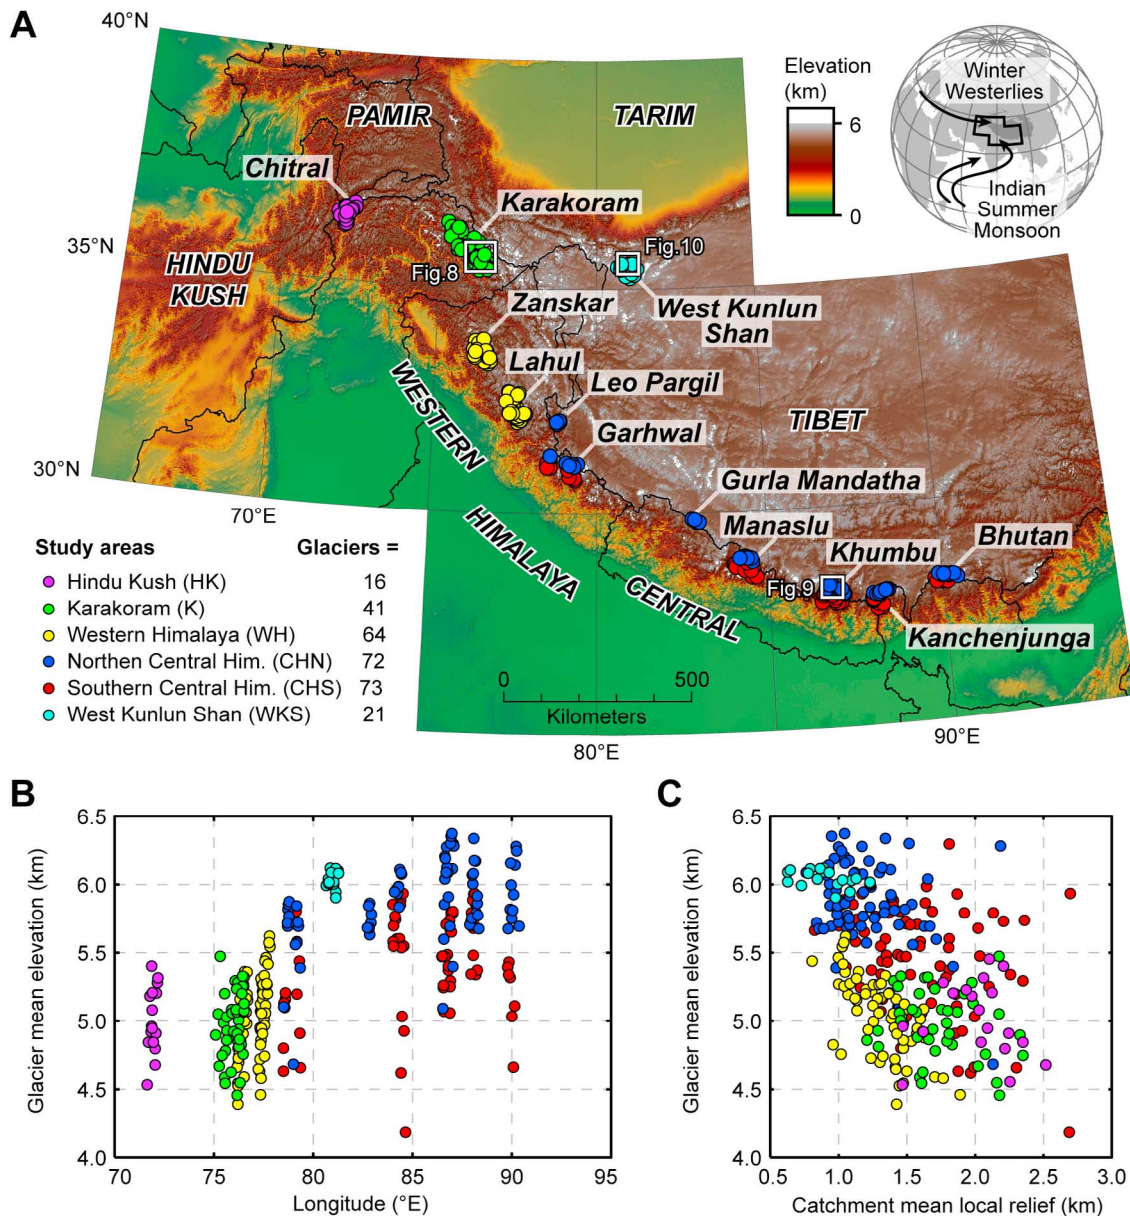 A
40°N
35°N
30°N
70°E
80°E
90°E
PAMIR
TARIM
Chitral
Karakoram
HINDU
KUSH
Fig.8
Fig.10
West Kunlun
Shan
Zanskar
Lahul
Leo Pargil
WESTERN
Garhwal
TIBET
Gurla Mandatha
Manaslu
Khumbu
Bhutan
HIMALAYA
CENTRAL
Fig.9
Kanchenjunga
0 500
Kilometers
Elevation
(km)
6
0
Winter
Westerlies
Indian
Summer
Monsoon
Study areas Glaciers =
Hindu Kush (HK) 16
Karakoram (K) 41
Western Himalaya (WH) 64
Northen Central Him. (CHN) 72
Southern Central Him. (CHS) 73
West Kunlun Shan (WKS) 21
B
Glacier mean elevation (km)
6.5
6.0
5.5
5.0
4.5
4.0
70 75 80 85 90 95
Longitude (°E)
C
Glacier mean elevation (km)
6.5
6.0
5.5
5.0
4.5
4.0
0.5 1.0 1.5 2.0 2.5 3.0
Catchment mean local relief (km)